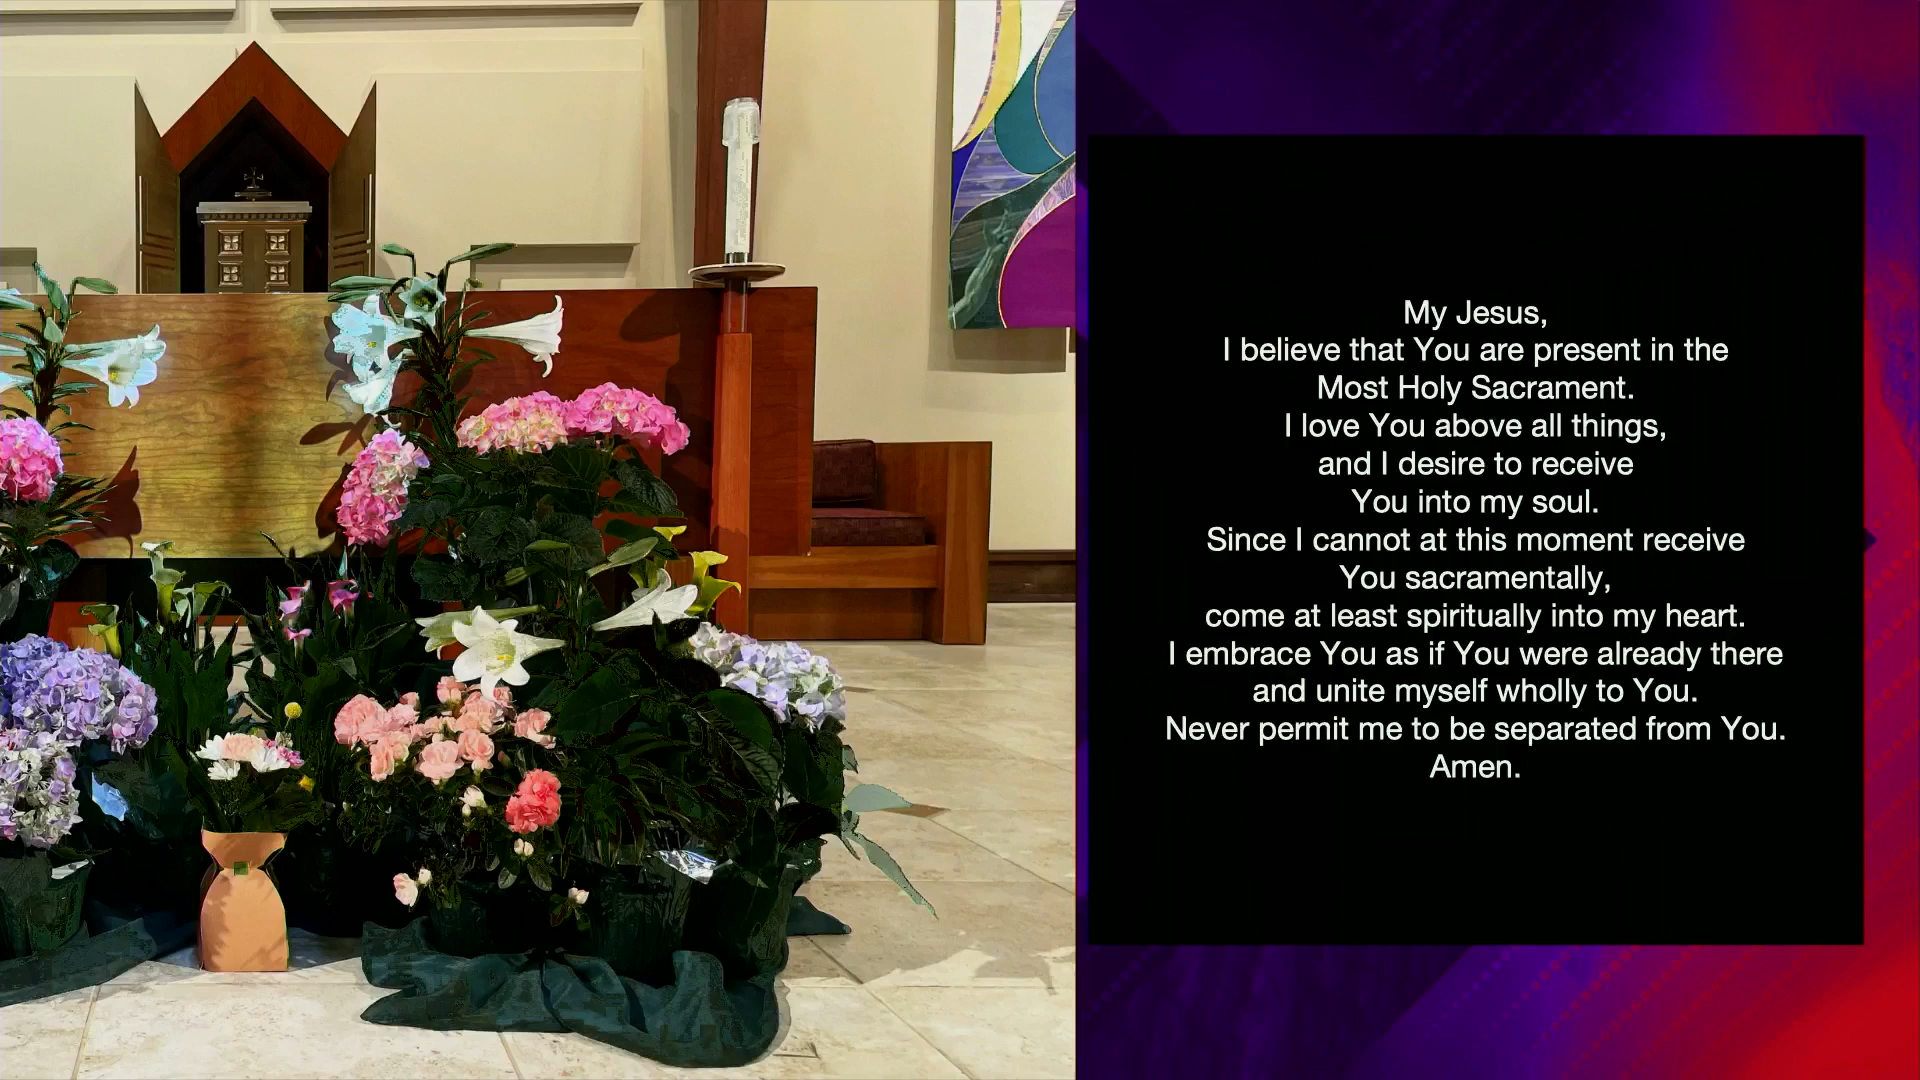 My Jesus,
I believe that You are present in the
Most Holy Sacrament.
I love You above all things,
and I desire to receive
You into my soul.
Since I cannot at this moment receive
You sacramentally,
come at least spiritually into my heart.
I embrace You as if You were already there
and unite myself wholly to You.
Never permit me to be separated from You.
Amen.